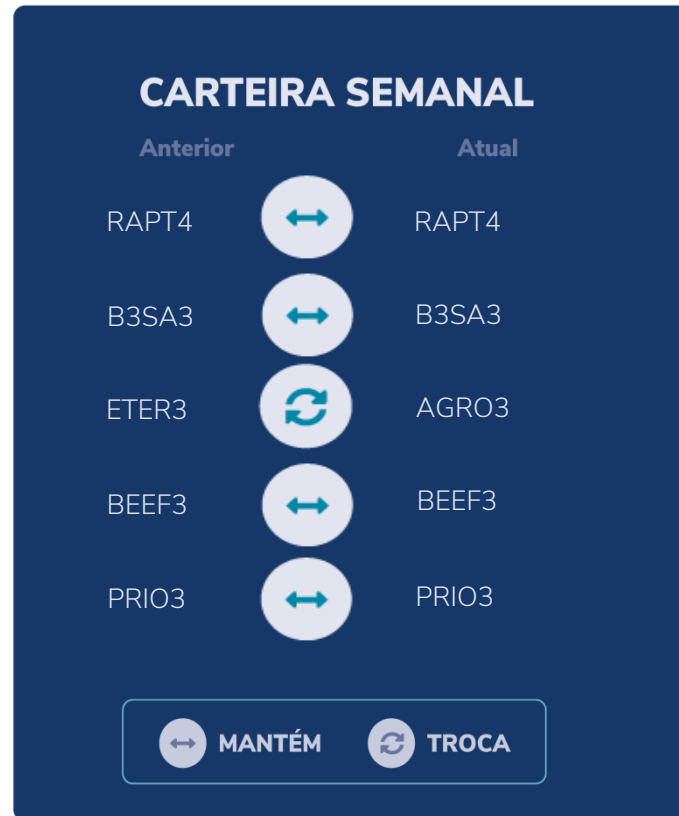 CARTEIRA SEMANAL
Anterior Atual
RAPT4 RAPT4
B3SA3 B3SA3
ETER3 AGRO3
BEEF3 BEEF3
PRIO3 PRIO3
MANTÉM TROCA